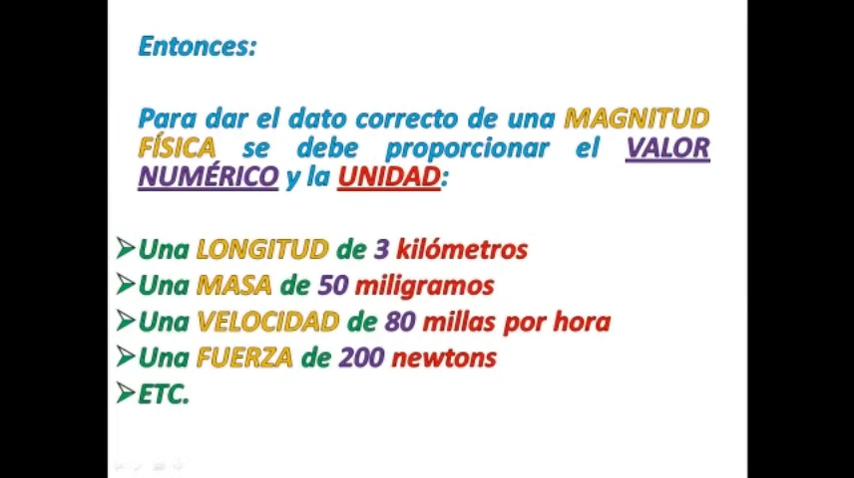 Entonces:
Para dar el dato correcto de una MAGNITUD
FÍSICA se debe proporcionar el VALOR
NUMÉRICO y la UNIDAD:
Una LONGITUD de 3 kilómetros
Una MASA de 50 miligramos
Una VELOCIDAD de 80 millas por hora
Una FUERZA de 200 newtons
ETC.